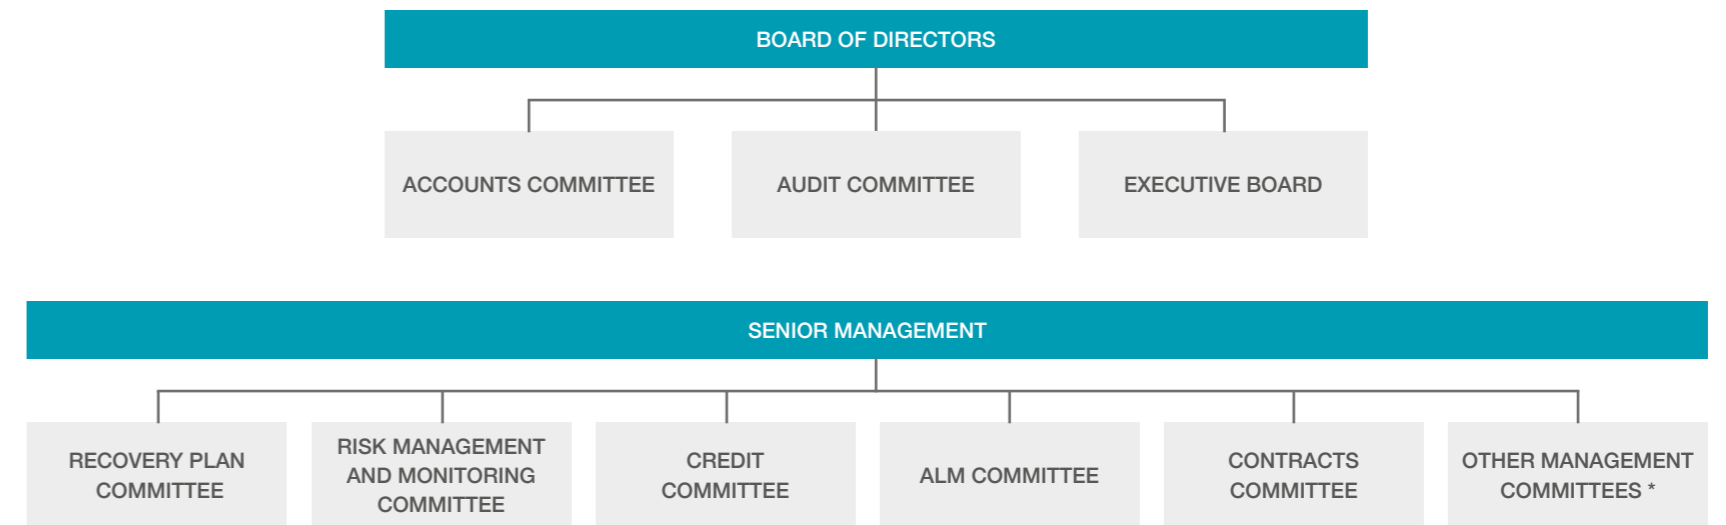 BOARD OF DIRECTORS
ACCOUNTS COMMITTEE
AUDIT COMMITTEE
EXECUTIVE BOARD
SENIOR MANAGEMENT
RECOVERY PLAN
COMMITTEE
RISK MANAGEMENT
AND MONITORING
COMMITTEE
CREDIT
COMMITTEE
ALM COMMITTEE
CONTRACTS
COMMITTEE
OTHER MANAGEMENT
COMMITTEES *